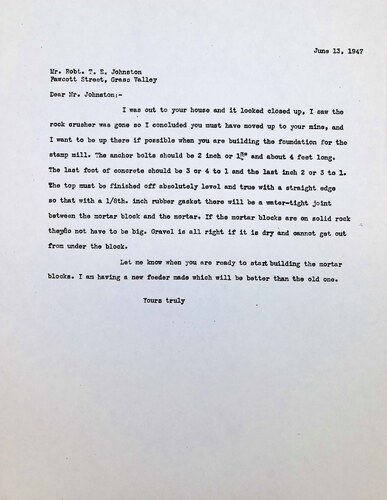 June 13, 1947
Mr. Robt. T. E. Johnston
Fawcett Street, Grass Valley
Dear Mr. Johnston:-
I was out to your house and it looked closed up, I saw the
rock crusher was gone so I concluded you must have moved up to your mine, and
I want to be up there if possible when you are building the foundation for the
stamp mill. The anchor bolts should be 2 inch or and about 4 feet long.
The last foot of concrete should be 3 or 4 to 1 and the last inch 2 or 3 to 1.
The top must be finished off absolutely level and true with a straight edge
so that with a 1/8th. inch rubber gasket there will be a water-tight joint
between the mortar block and the mortar. If the mortar blocks are on solid rock
they do not have to be big. Gravel is all right if it is dry and cannot get out
from under the block.
Let me know when you are ready to start building the mortar
blocks. I am having a new feeder made which will be better than the old one.
Yours truly